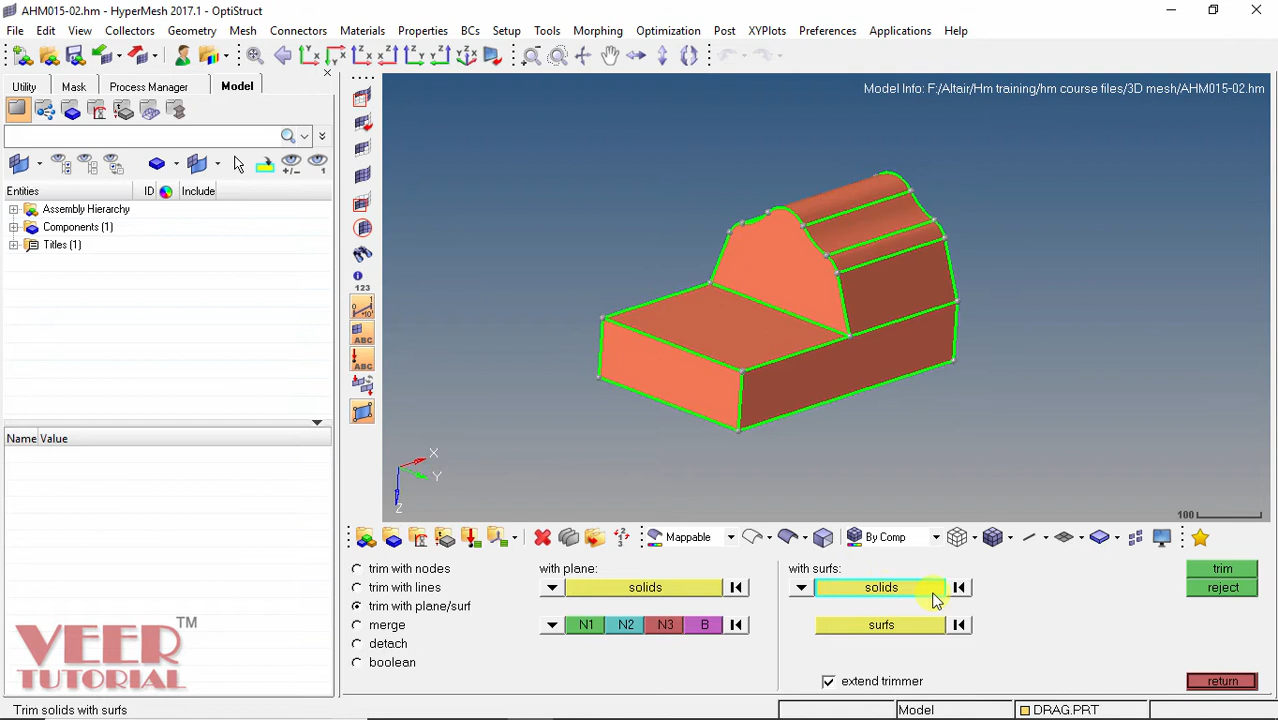 AHM015-02.hm - HyperMesh 2017.1 - OptiStruct
File Edit View Collectors Geometry Mesh Connectors Materials Properties BCs Setup Tools Morphing Optimization Post XYPlots Preferences Applications Help
Utility Mask Process Manager Model
Model Info: F:/Altair/Hm training/hm course files/3D mesh/AHM015-02.hm
Entities ID Include
Assembly Hierarchy
Components (1)
Titles (1)
123
ABC
ABC
Name Value
X
Y
Z
100
Mappable By Comp
trim with nodes with plane: with surfs: trim
trim with lines solids solids reject
trim with plane/surf
merge N1 N2 N3 B surfs
detach
boolean
extend trimmer return
VEER TM
TUTORIAL
Trim solids with surfs Model DRAG.PRT